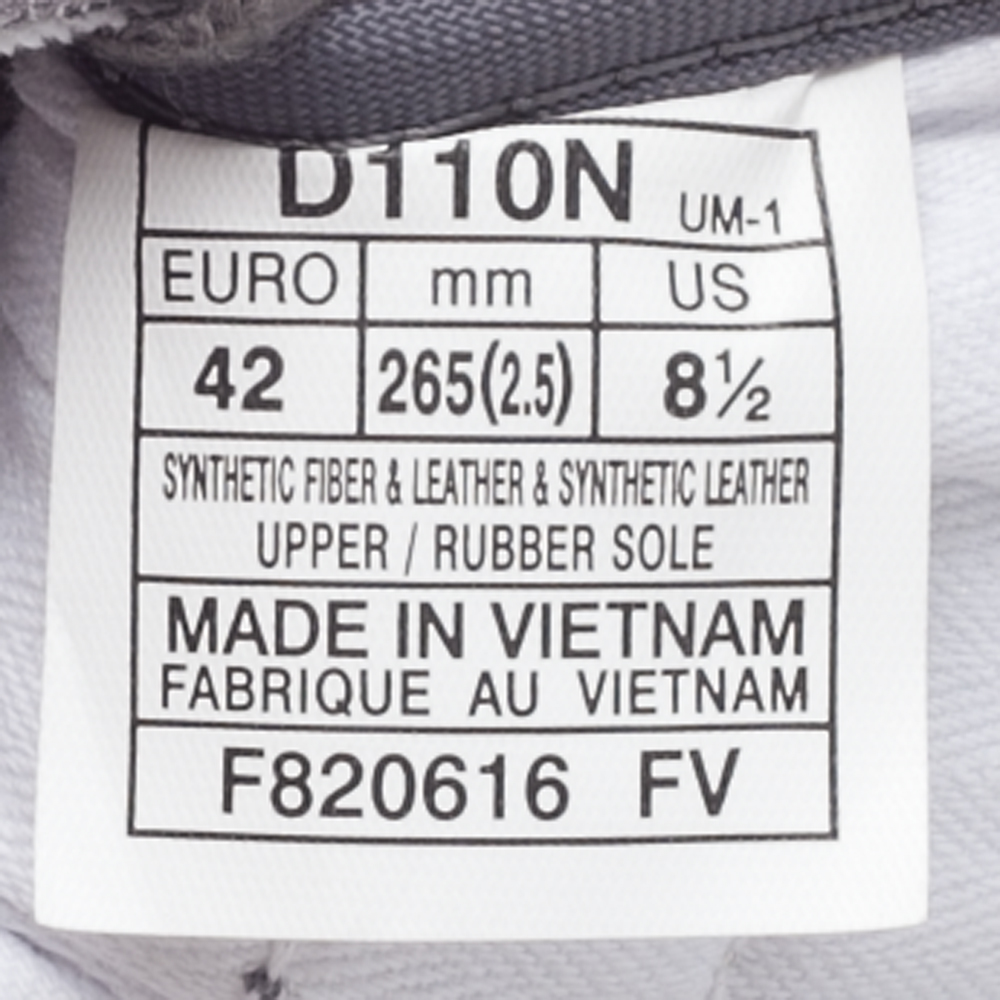 D110N UM-1
EURO mm US
42 265(2.5) 8½
SYNTHETIC FIBER & LEATHER & SYNTHETIC LEATHER
UPPER / RUBBER SOLE
MADE IN VIETNAM
FABRIQUE AU VIETNAM
F820616 FV